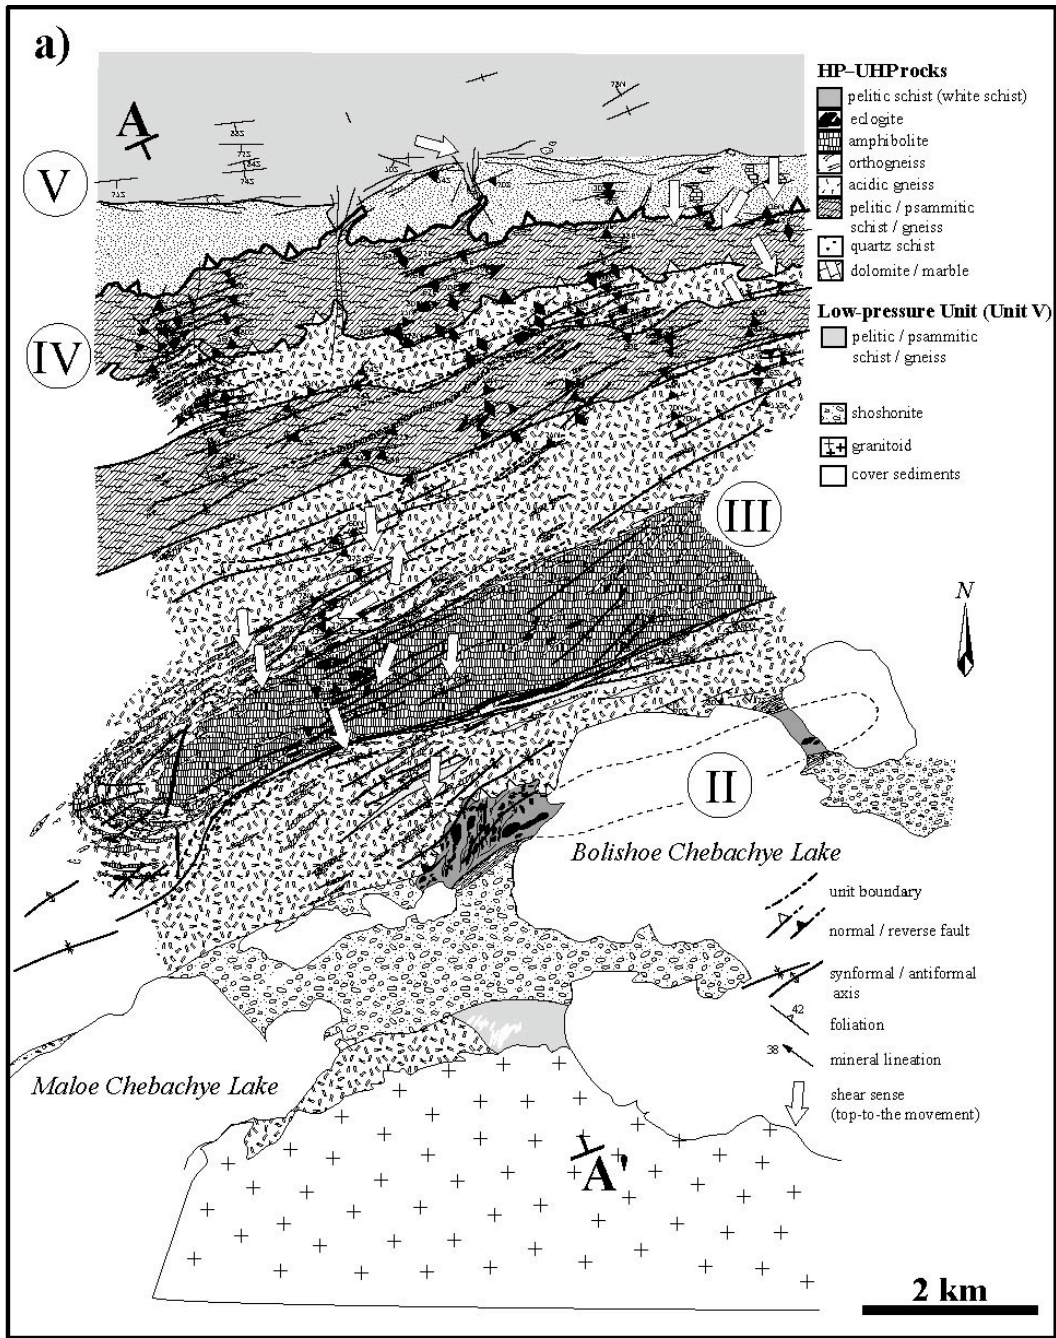 a)
HP–UHP rocks
pelitic schist (white schist)
eclogite
amphibolite
orthogneiss
acidic gneiss
pelitic / psammitic
schist / gneiss
quartz schist
dolomite / marble
Low-pressure Unit (Unit V)
pelitic / psammitic
schist / gneiss
shoshonite
granitoid
cover sediments
A
V
IV
III
N
II
Bolishoe Chebachye Lake
unit boundary
normal / reverse fault
synformal / antiformal
axis
42
foliation
38
mineral lineation
shear sense
(top-to-the movement)
Maloe Chebachye Lake
A'
2 km